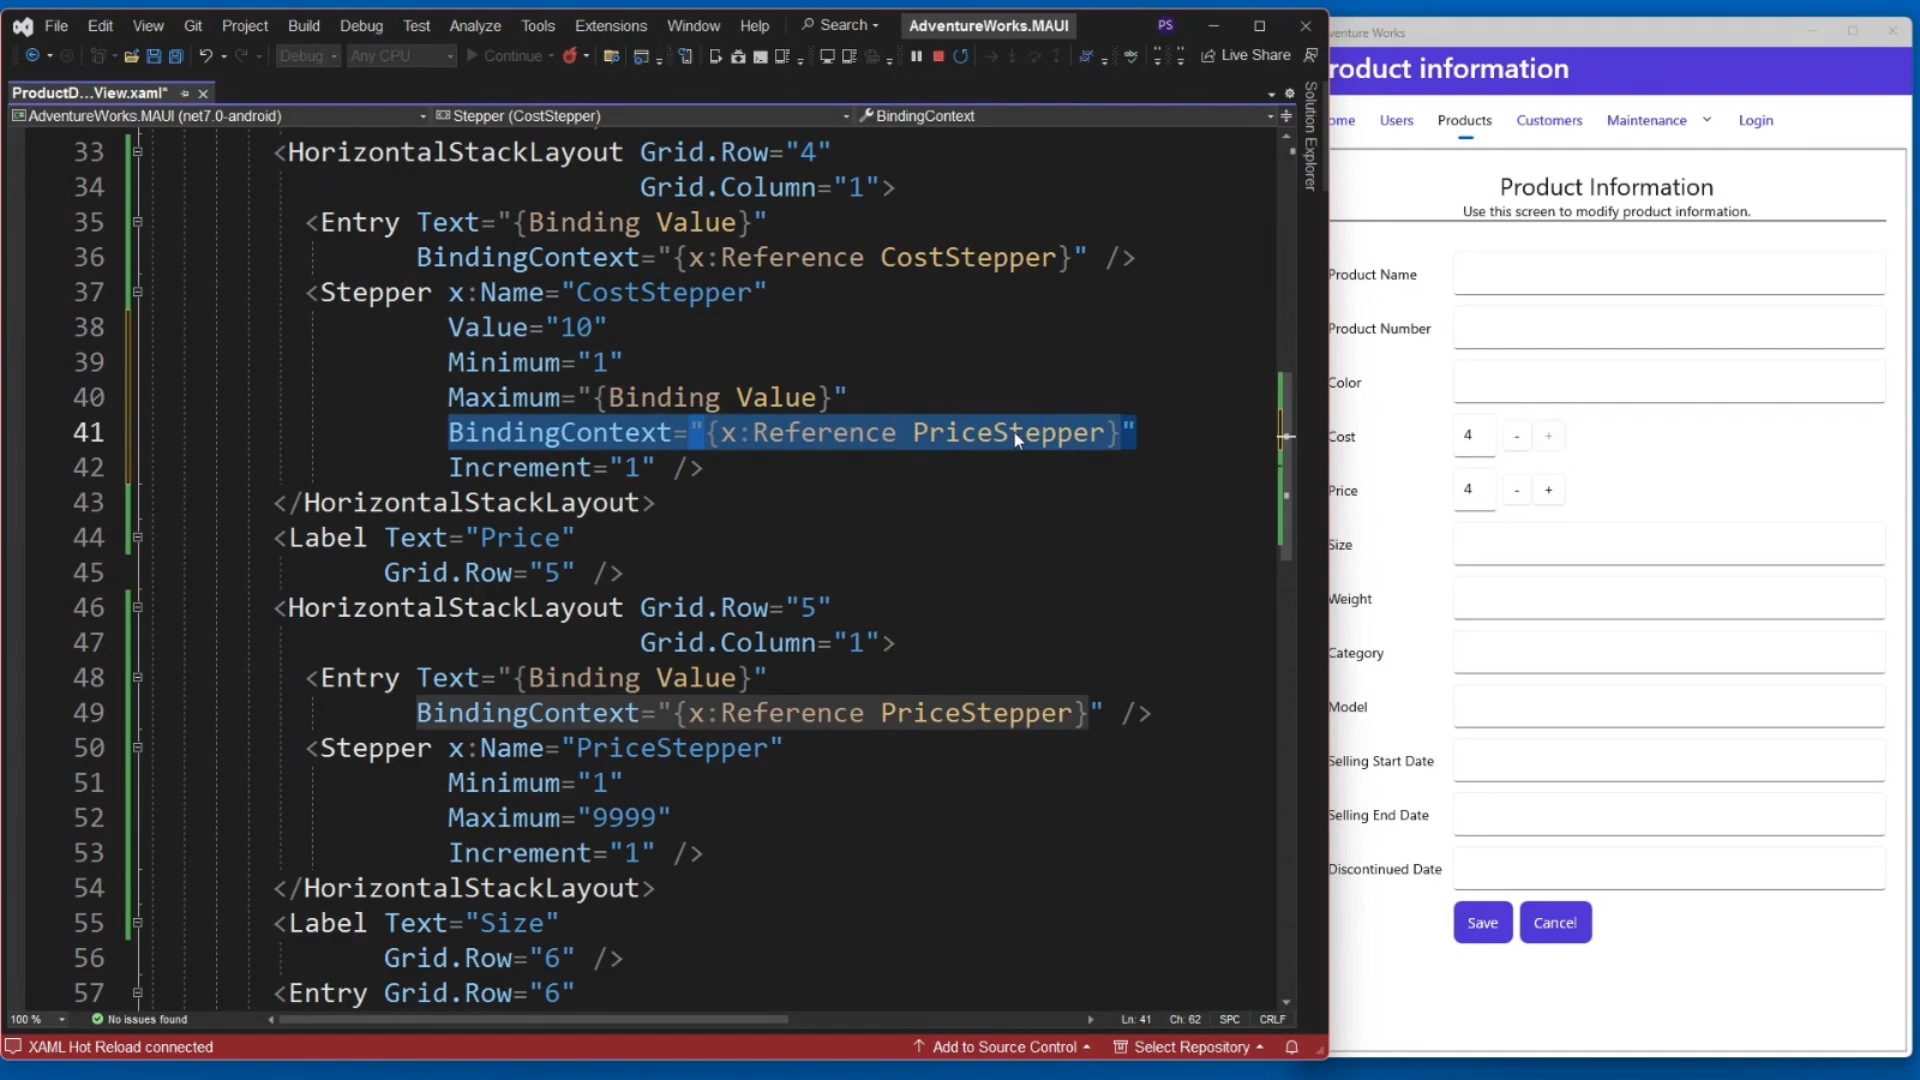 File Edit View Git Project Build Debug Test Analyze Tools Extensions Window Help Search AdventureWorks.MAUI PS
Debug Any CPU Continue Live Share
ProductD...View.xaml*
AdventureWorks.MAUI (net7.0-android) Stepper (CostStepper) BindingContext
Solution Explorer
33 <HorizontalStackLayout Grid.Row="4"
34 Grid.Column="1">
35 <Entry Text="{Binding Value}"
36 BindingContext="{x:Reference CostStepper}" />
37 <Stepper x:Name="CostStepper"
38 Value="10"
39 Minimum="1"
40 Maximum="{Binding Value}"
41 BindingContext="{x:Reference PriceStepper}"
42 Increment="1" />
43 </HorizontalStackLayout>
44 <Label Text="Price"
45 Grid.Row="5" />
46 <HorizontalStackLayout Grid.Row="5"
47 Grid.Column="1">
48 <Entry Text="{Binding Value}"
49 BindingContext="{x:Reference PriceStepper}" />
50 <Stepper x:Name="PriceStepper"
51 Minimum="1"
52 Maximum="9999"
53 Increment="1" />
54 </HorizontalStackLayout>
55 <Label Text="Size"
56 Grid.Row="6" />
57 <Entry Grid.Row="6"
100 % No issues found Ln: 41 Ch: 62 SPC CRLF
XAML Hot Reload connected Add to Source Control Select Repository
venture Works
roduct information
ome Users Products Customers Maintenance Login
Product Information
Use this screen to modify product information.
Product Name
Product Number
Color
Cost 4 - +
Price 4 - +
Size
Weight
Category
Model
Selling Start Date
Selling End Date
Discontinued Date
Save Cancel